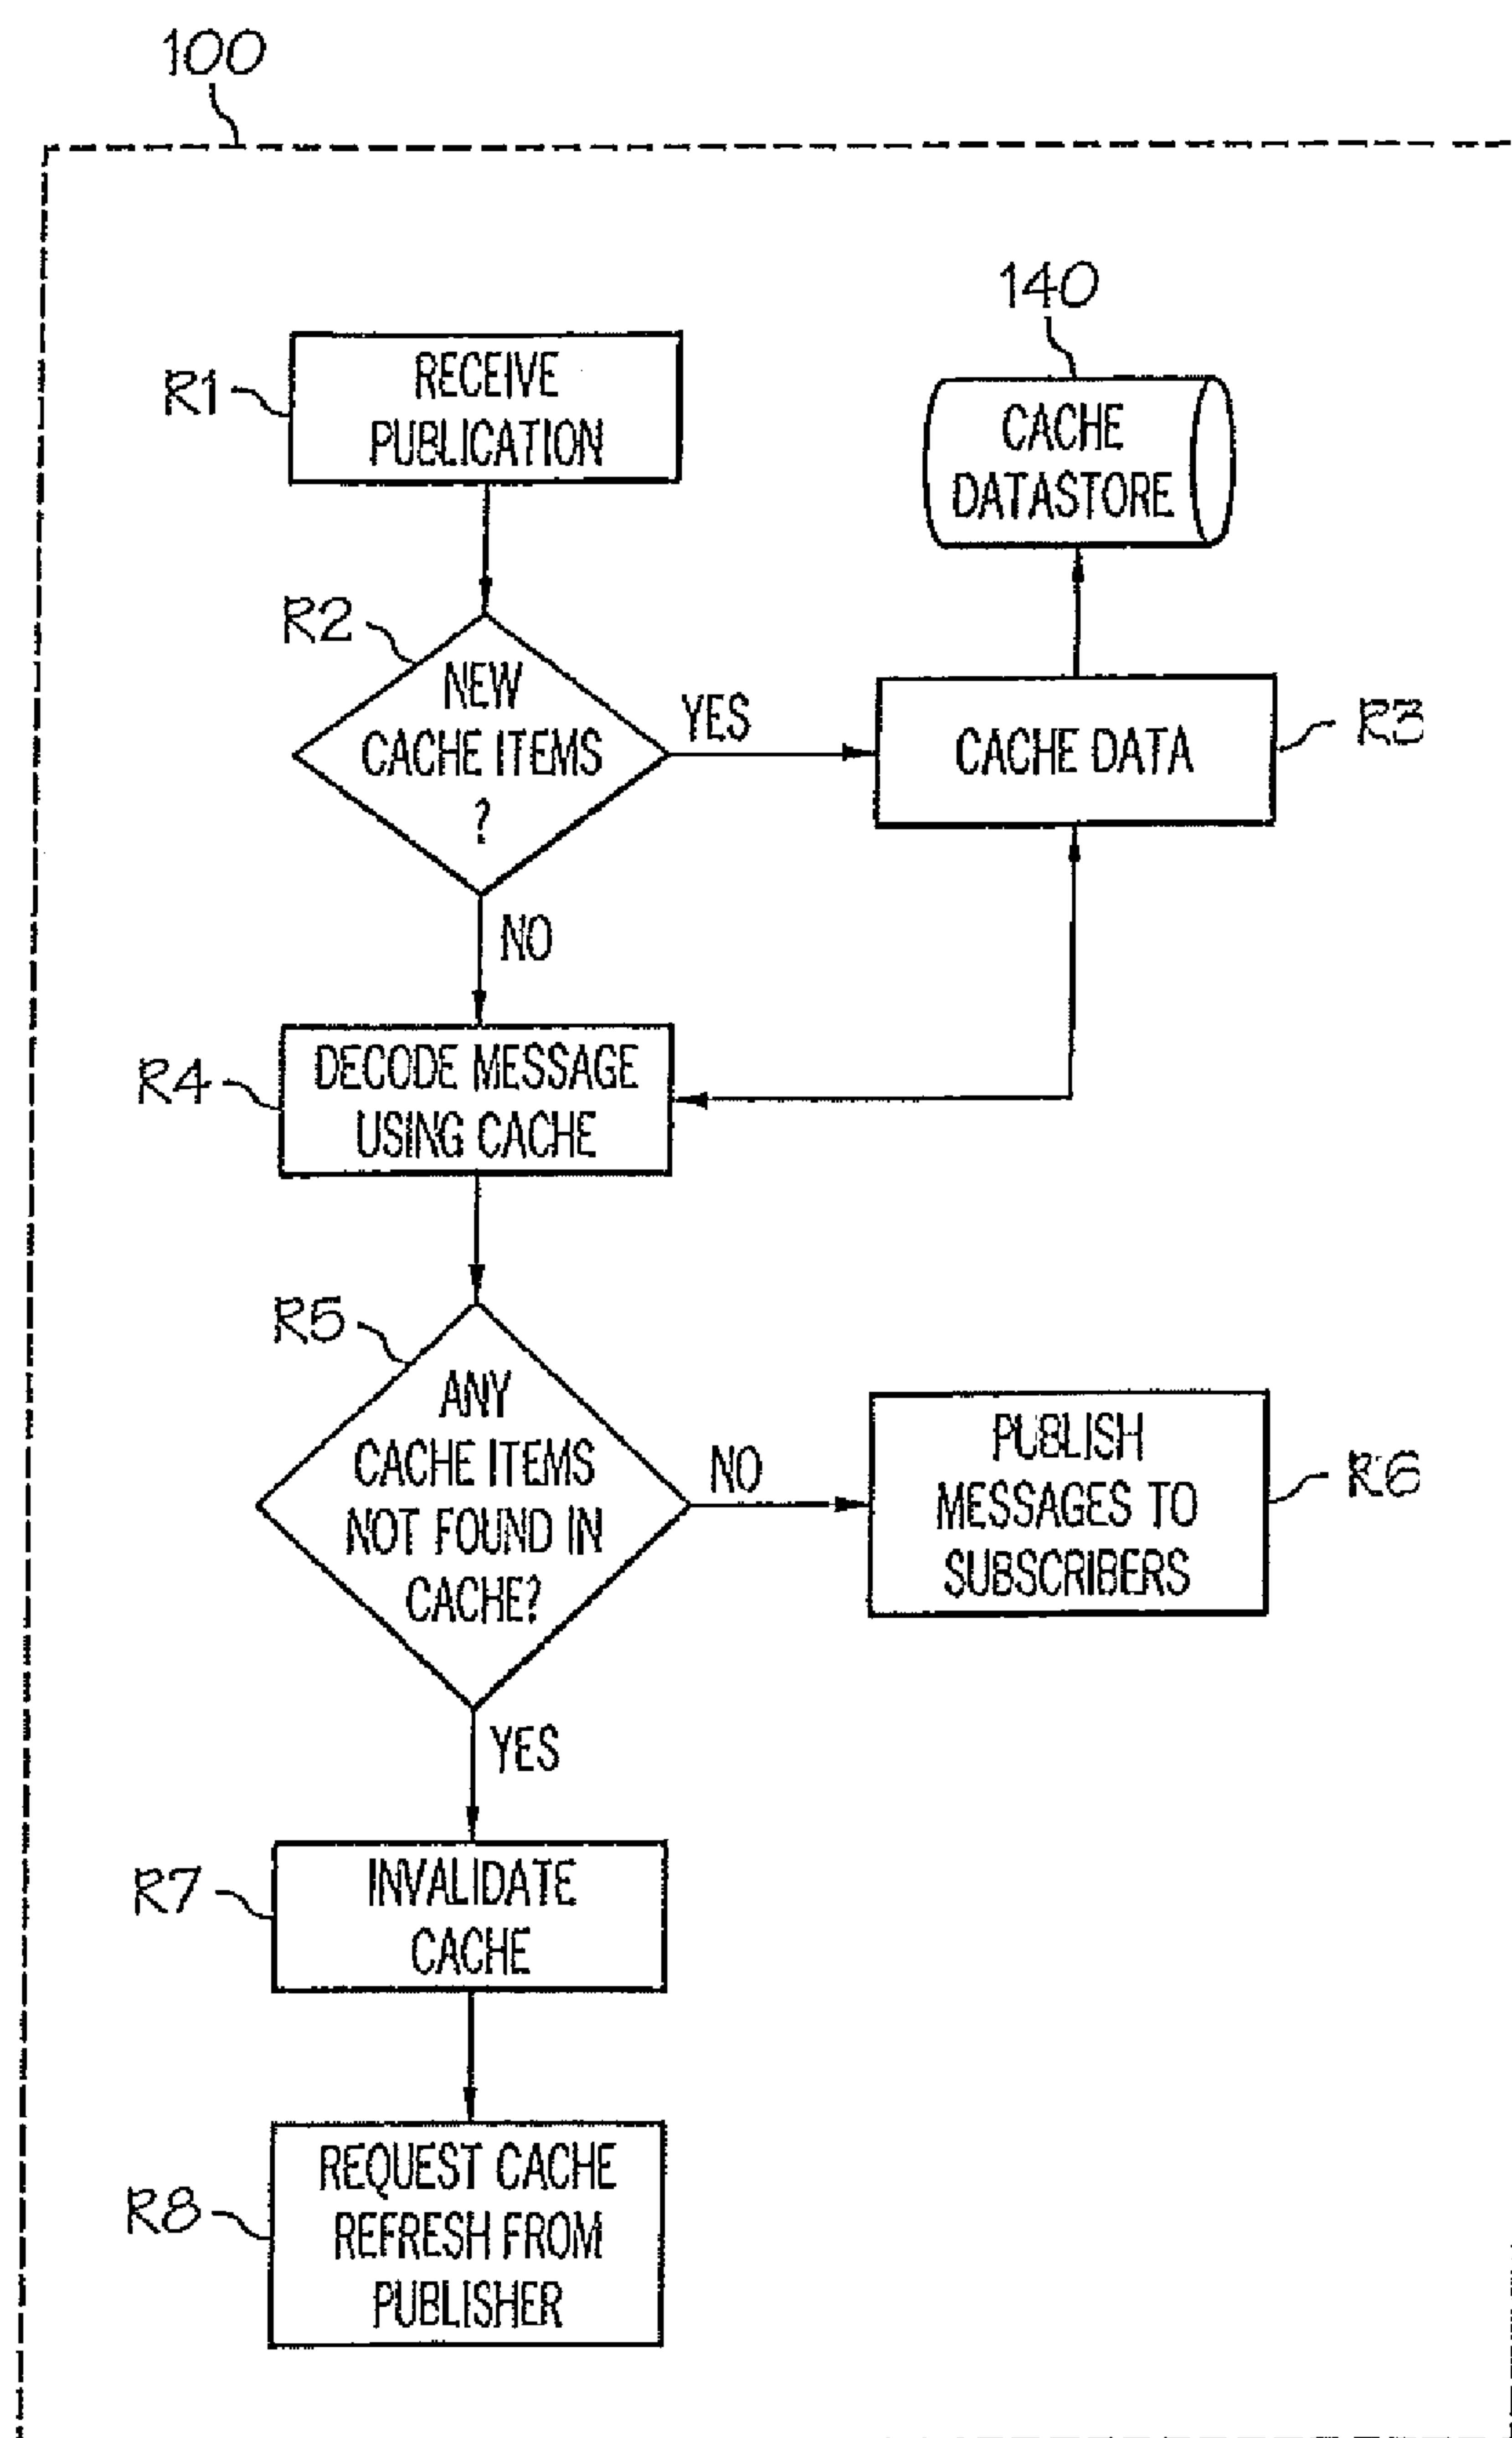 100
140
R1
RECEIVE
PUBLICATION
CACHE
DATASTORE
R2
NEW
CACHE ITEMS
?
YES
CACHE DATA
R3
NO
R4
DECODE MESSAGE
USING CACHE
R5
ANY
CACHE ITEMS
NOT FOUND IN
CACHE?
NO
PUBLISH
MESSAGES TO
SUBSCRIBERS
R6
YES
R7
INVALIDATE
CACHE
R8
REQUEST CACHE
REFRESH FROM
PUBLISHER